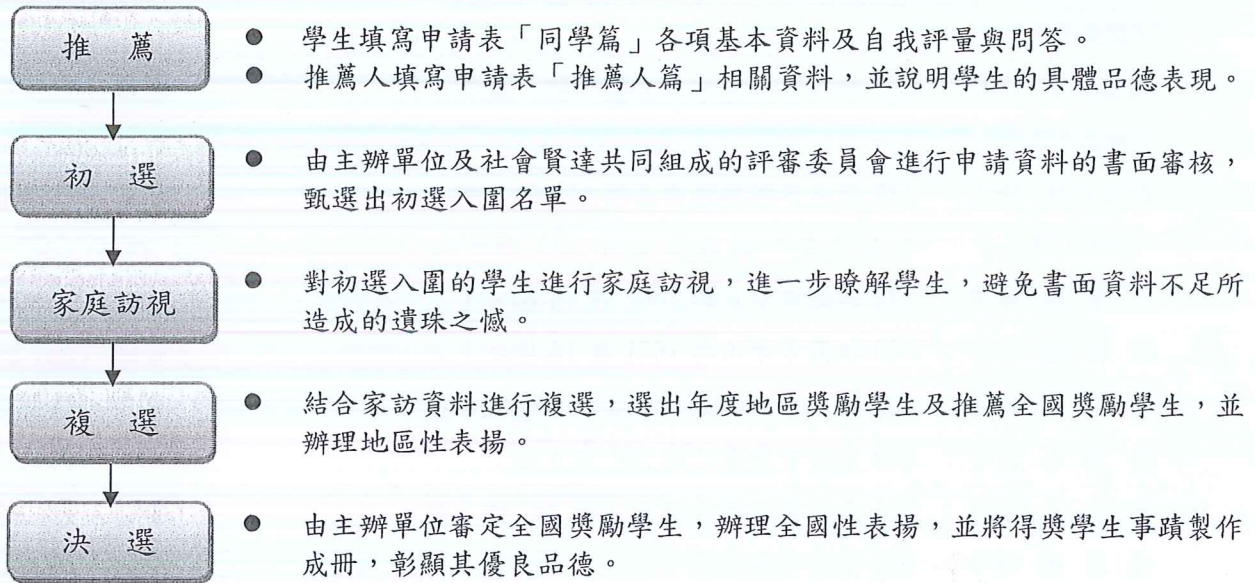 推 薦
● 學生填寫申請表「同學篇」各項基本資料及自我評量與問答。
● 推薦人填寫申請表「推薦人篇」相關資料，並說明學生的具體品德表現。
初 選
● 由主辦單位及社會賢達共同組成的評審委員會進行申請資料的書面審核，
甄選出初選入圍名單。
家庭訪視
● 對初選入圍的學生進行家庭訪視，進一步瞭解學生，避免書面資料不足所
造成的遺珠之憾。
複 選
● 結合家訪資料進行複選，選出年度地區獎勵學生及推薦全國獎勵學生，並
辦理地區性表揚。
決 選
● 由主辦單位審定全國獎勵學生，辦理全國性表揚，並將得獎學生事蹟製作
成冊，彰顯其優良品德。